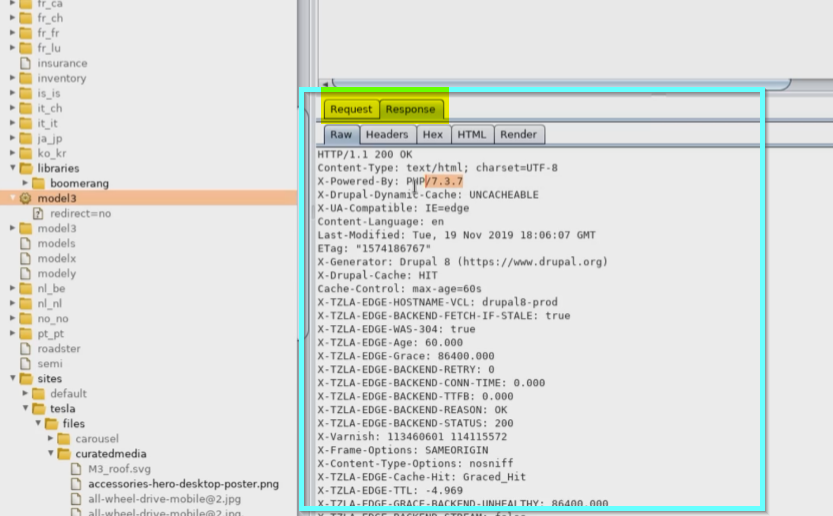 fr_ca
fr_ch
fr_fr
fr_lu
insurance
inventory
is_is
it_ch
it_it
ja_jp
ko_kr
libraries
boomerang
model3
redirect=no
model3
models
modelx
modely
nl_be
nl_nl
no_no
pt_pt
roadster
semi
sites
default
tesla
files
carousel
curatedmedia
M3_roof.svg
accessories-hero-desktop-poster.png
all-wheel-drive-mobile@2.jpg
all-wheel-drive-mobile@2.jpg
Request Response
Raw Headers Hex HTML Render
HTTP/1.1 200 OK
Content-Type: text/html; charset=UTF-8
X-Powered-By: PHP/7.3.7
X-Drupal-Dynamic-Cache: UNCACHEABLE
X-UA-Compatible: IE=edge
Content-Language: en
Last-Modified: Tue, 19 Nov 2019 18:06:07 GMT
ETag: "1574186767"
X-Generator: Drupal 8 (https://www.drupal.org)
X-Drupal-Cache: HIT
Cache-Control: max-age=60s
X-TZLA-EDGE-HOSTNAME-VCL: drupal8-prod
X-TZLA-EDGE-BACKEND-FETCH-IF-STALE: true
X-TZLA-EDGE-WAS-304: true
X-TZLA-EDGE-Age: 60.000
X-TZLA-EDGE-Grace: 86400.000
X-TZLA-EDGE-BACKEND-RETRY: 0
X-TZLA-EDGE-BACKEND-CONN-TIME: 0.000
X-TZLA-EDGE-BACKEND-TTFB: 0.000
X-TZLA-EDGE-BACKEND-REASON: OK
X-TZLA-EDGE-BACKEND-STATUS: 200
X-Varnish: 113460601 114115572
X-Frame-Options: SAMEORIGIN
X-Content-Type-Options: nosniff
X-TZLA-EDGE-Cache-Hit: Graced_Hit
X-TZLA-EDGE-TTL: -4.969
X-TZLA-EDGE-GRACE-BACKEND-UNHEALTHY: 86400.000